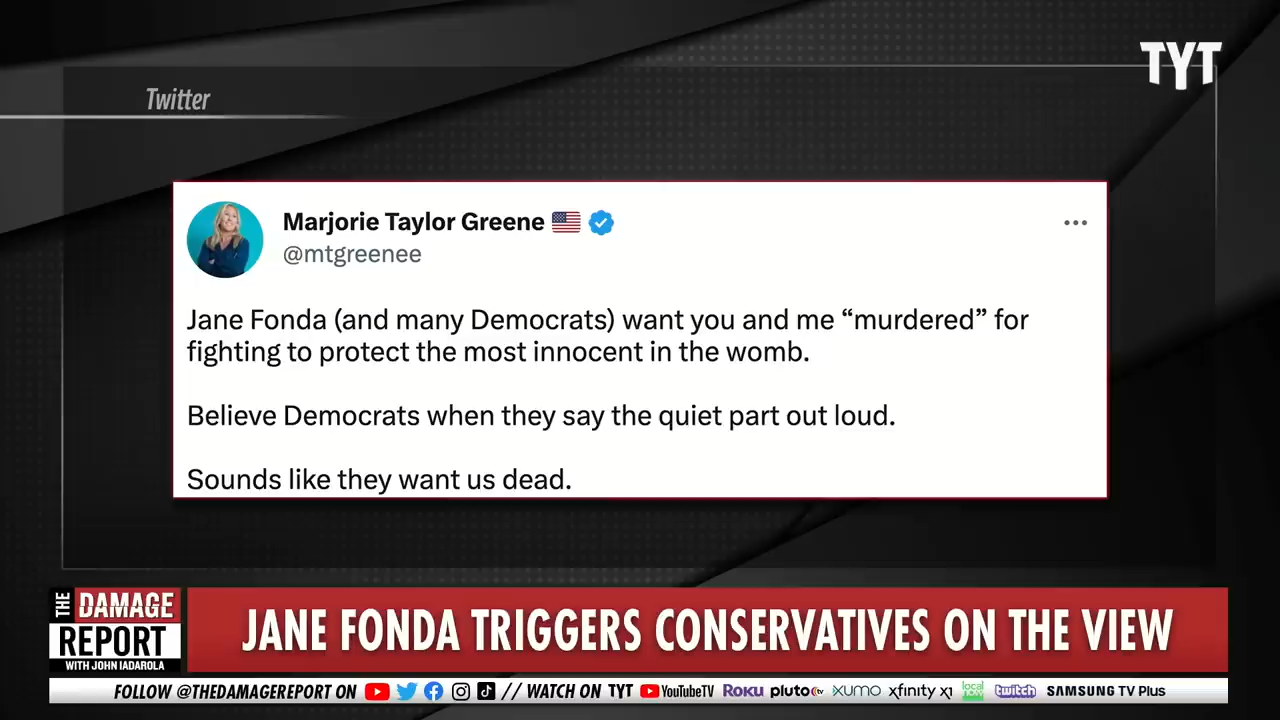 TYT
Twitter
Marjorie Taylor Greene
@mtgreenee
Jane Fonda (and many Democrats) want you and me “murdered” for
fighting to protect the most innocent in the womb.
Believe Democrats when they say the quiet part out loud.
Sounds like they want us dead.
THE DAMAGE
REPORT
WITH JOHN IADAROLA
JANE FONDA TRIGGERS CONSERVATIVES ON THE VIEW
FOLLOW @THEDAMAGEREPORT ON // WATCH ON TYT YouTubeTV Roku pluto tv XUMO xfinity x1 local now twitch SAMSUNG TV Plus